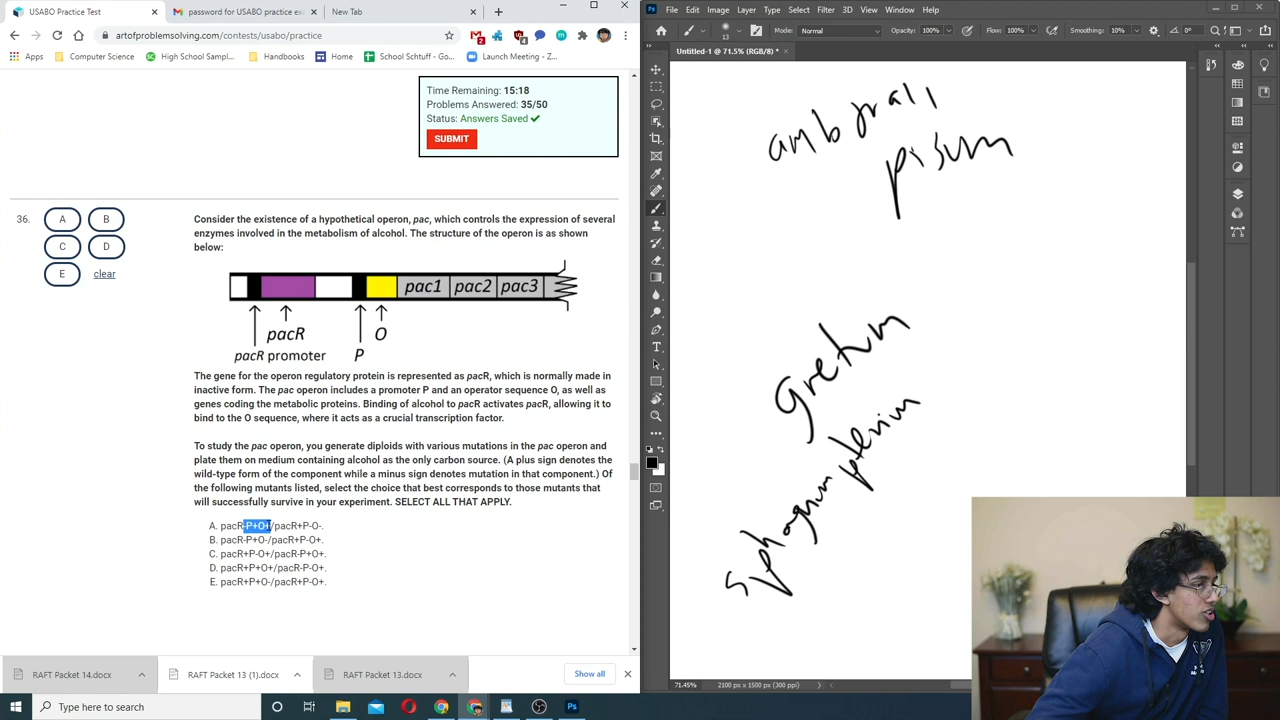 USABO Practice Test
password for USABO practice ex
New Tab
artofproblemsolving.com/contests/usabo/practice
Apps
Computer Science
High School Sampl...
Handbooks
Home
School Schtuff - Go...
Launch Meeting - Z...
Time Remaining: 15:18
Problems Answered: 35/50
Status: Answers Saved
SUBMIT
36.
A
B
C
D
E
clear
Consider the existence of a hypothetical operon, pac, which controls the expression of several
enzymes involved in the metabolism of alcohol. The structure of the operon is as shown
below:
pac1 pac2 pac3
pacR
O
pacR promoter
P
The gene for the operon regulatory protein is represented as pacR, which is normally made in
inactive form. The pac operon includes a promoter P and an operator sequence O, as well as
genes coding the metabolic proteins. Binding of alcohol to pacR activates pacR, allowing it to
bind to the O sequence, where it acts as a crucial transcription factor.
To study the pac operon, you generate diploids with various mutations in the pac operon and
plate them on medium containing alcohol as the only carbon source. (A plus sign denotes the
wild-type form of the component while a minus sign denotes mutation in that component.) Of
the following mutants listed, select the choice that best corresponds to those mutants that
will successfully survive in your experiment. SELECT ALL THAT APPLY.
A. pacR-P+O+/pacR+P-O-.
B. pacR-P+O-/pacR+P-O+.
C. pacR+P-O+/pacR-P+O+.
D. pacR+P+O+/pacR-P-O+.
E. pacR+P+O-/pacR+P-O+.
RAFT Packet 14.docx
RAFT Packet 13 (1).docx
RAFT Packet 13.docx
Show all
Type here to search
File Edit Image Layer Type Select Filter 3D View Window Help
13
Mode: Normal
Opacity: 100%
Flow: 100%
Smoothing: 10%
0°
Untitled-1 @ 71.5% (RGB/8) *
pisum
gnetum
Sphagnum
71.45%
2100 px x 1500 px (300 ppi)